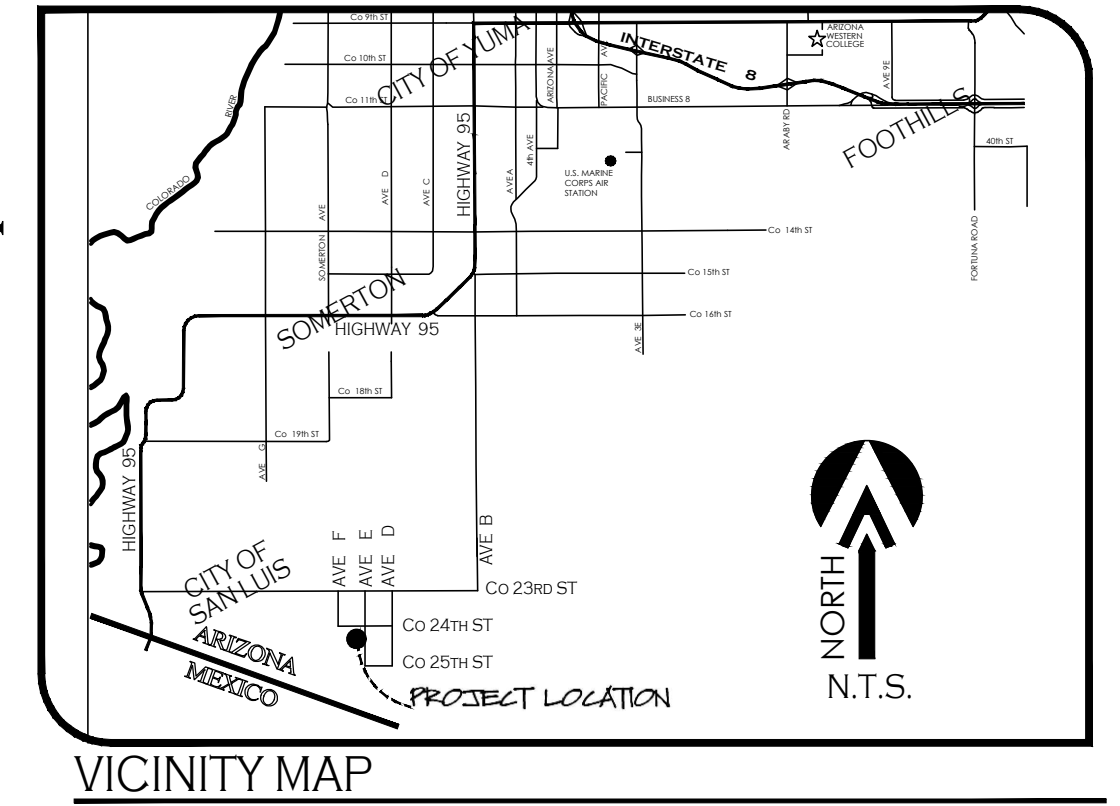 Co 9th ST
CITY OF YUMA
INTERSTATE 8
ARIZONA
WESTERN
COLLEGE
Co 10th ST
ARIZONA AVE
AV
PACIFIC
AVE 9E
Co 11th ST
BUSINESS 8
RIVER
COLORADO
HIGHWAY 95
4th AVE
ARABY RD
FOOTHILLS
40th ST
U.S. MARINE
CORPS AIR
STATION
AVE D
AVE C
AVE A
SOMERTON AVE
Co 14th ST
FORTUNA ROAD
Co 15th ST
SOMERTON
HIGHWAY 95
Co 16th ST
AVE 3E
Co 18th ST
Co 19th ST
AVE G
HIGHWAY 95
AVE F
AVE E
AVE D
AVE B
CITY OF
SAN LUIS
Co 23RD ST
Co 24TH ST
Co 25TH ST
ARIZONA
MEXICO
PROJECT LOCATION
NORTH
N.T.S.
VICINITY MAP